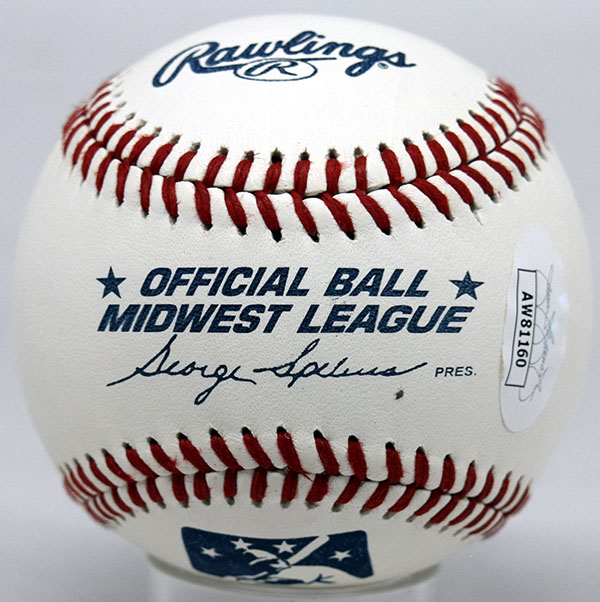 Rawlings
R
OFFICIAL BALL
MIDWEST LEAGUE
George Spelius PRES.
AW81160